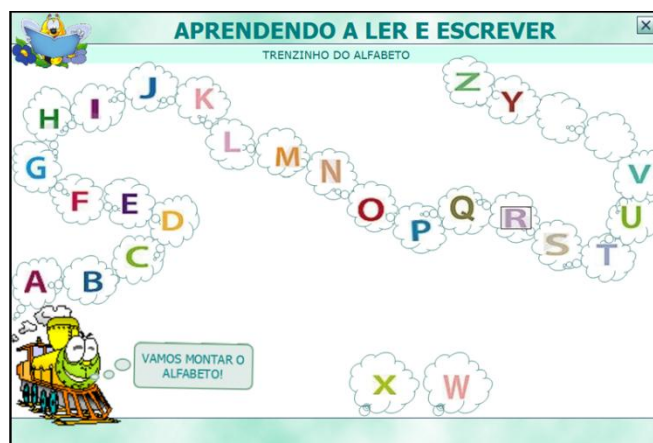 APRENDENDO A LER E ESCREVER
TRENZINHO DO ALFABETO
A B C D E F G H I J K L M N O P Q R S T U V Y Z
VAMOS MONTAR O
ALFABETO!
X W